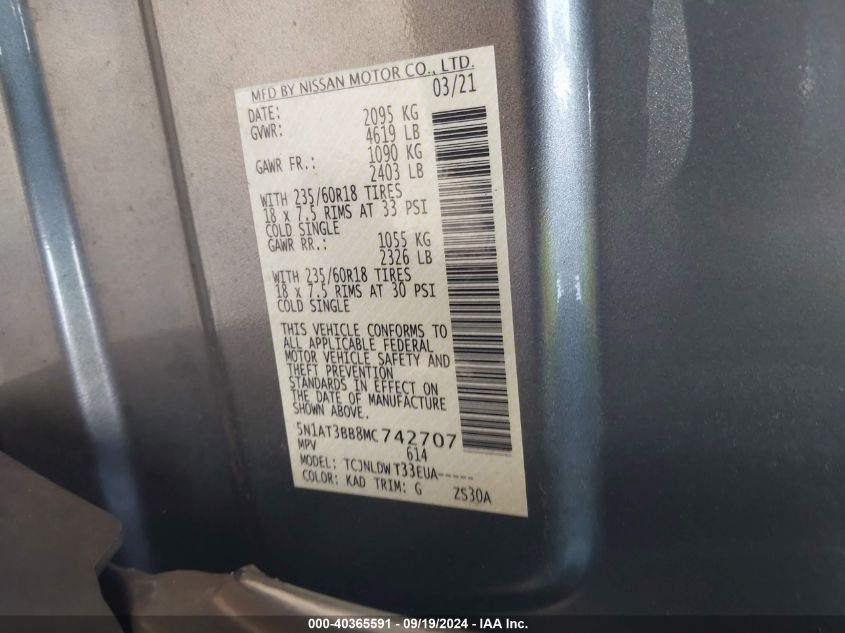 MFD BY NISSAN MOTOR CO., LTD.
DATE: 03/21
GVWR: 2095 KG
4619 LB
GAWR FR.: 1090 KG
2403 LB
WITH 235/60R18 TIRES
18 x 7.5 RIMS AT 33 PSI
COLD SINGLE
GAWR RR.: 1055 KG
2326 LB
WITH 235/60R18 TIRES
18 x 7.5 RIMS AT 30 PSI
COLD SINGLE
THIS VEHICLE CONFORMS TO
ALL APPLICABLE FEDERAL
MOTOR VEHICLE SAFETY AND
THEFT PREVENTION
STANDARDS IN EFFECT ON
THE DATE OF MANUFACTURE
SHOWN ABOVE.
5N1AT3BB8MC742707
MPV 614
MODEL: TCJNLDWT33EUA-----
COLOR: KAD TRIM: G ZS30A
000-40365591 - 09/19/2024 - IAA Inc.